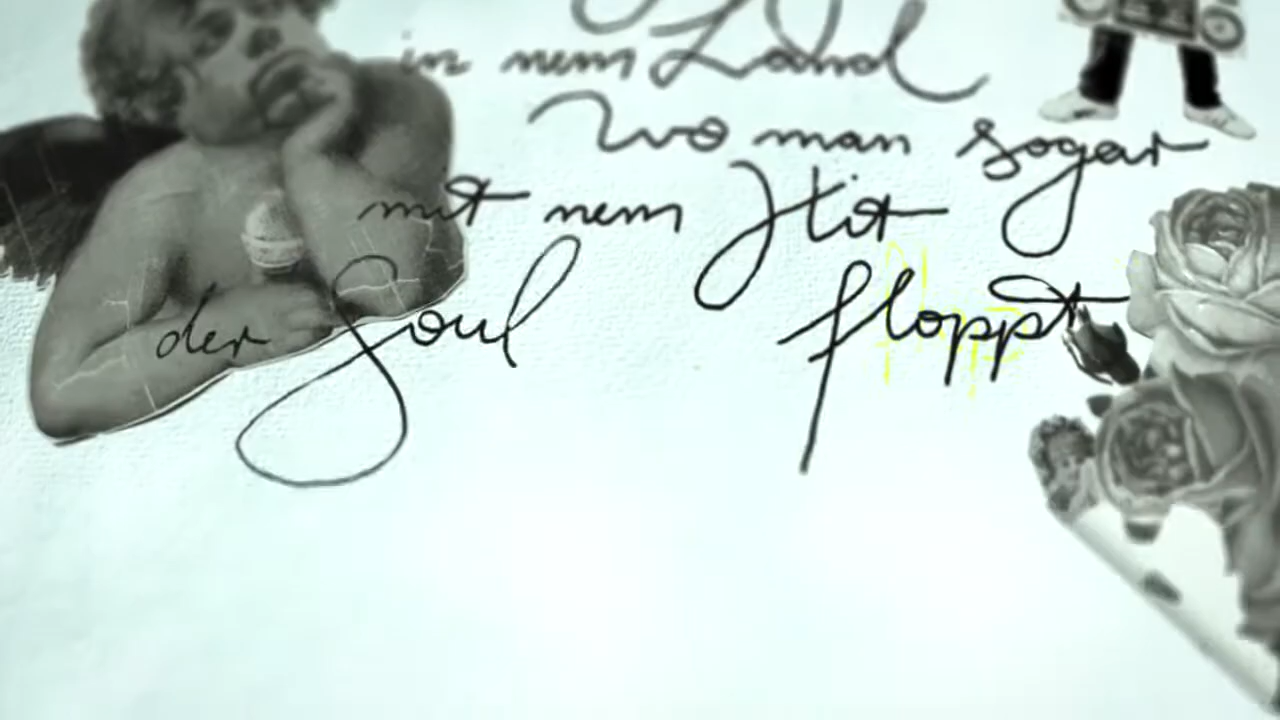 in nem Land
Wo man sogar
mit nem Hit
der Soul floppt